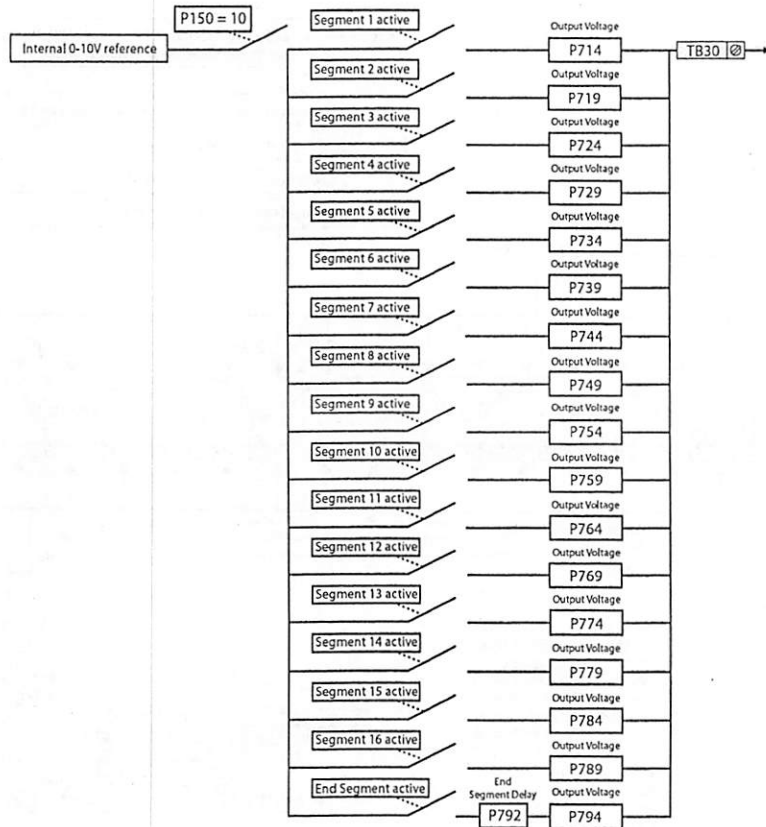 P150 = 10
Internal 0-10V reference
Segment 1 active
Output Voltage
P714
TB30
Segment 2 active
Output Voltage
P719
Segment 3 active
Output Voltage
P724
Segment 4 active
Output Voltage
P729
Segment 5 active
Output Voltage
P734
Segment 6 active
Output Voltage
P739
Segment 7 active
Output Voltage
P744
Segment 8 active
Output Voltage
P749
Segment 9 active
Output Voltage
P754
Segment 10 active
Output Voltage
P759
Segment 11 active
Output Voltage
P764
Segment 12 active
Output Voltage
P769
Segment 13 active
Output Voltage
P774
Segment 14 active
Output Voltage
P779
Segment 15 active
Output Voltage
P784
Segment 16 active
Output Voltage
P789
End Segment active
End
Segment Delay
P792
Output Voltage
P794